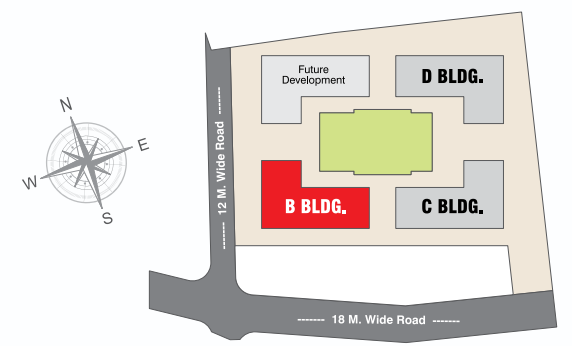 Future
Development
D BLDG.
N
E
W
S
------- 12 M. Wide Road -------
B BLDG.
C BLDG.
------- 18 M. Wide Road -------